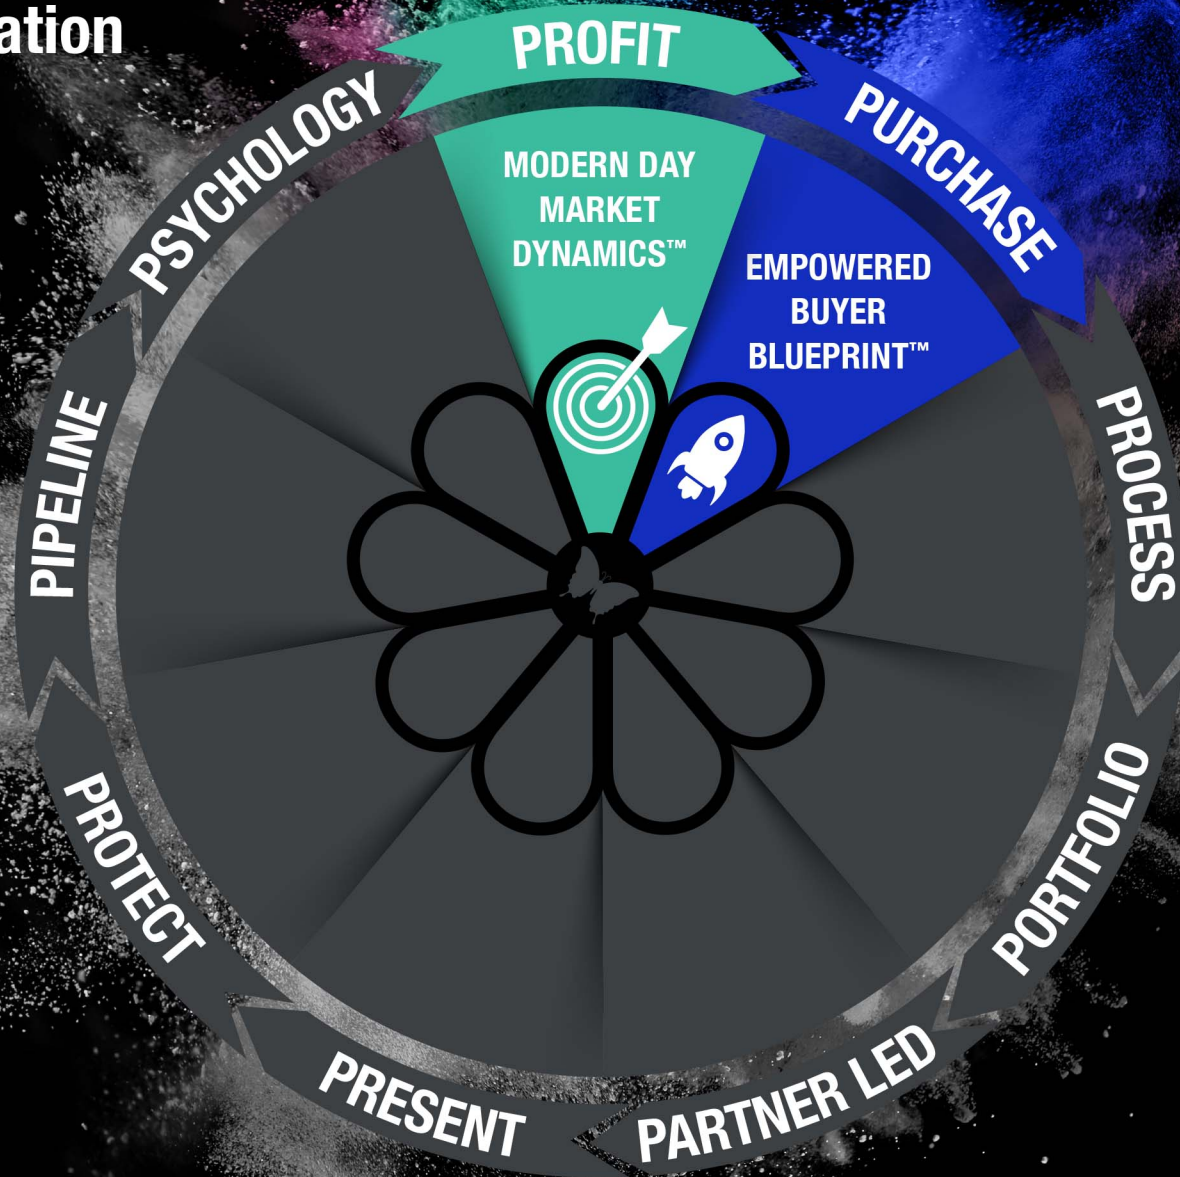 ation
PROFIT
PURCHASE
PROCESS
PORTFOLIO
PARTNER LED
PRESENT
PROTECT
PIPELINE
PSYCHOLOGY
MODERN DAY
MARKET
DYNAMICS™
EMPOWERED
BUYER
BLUEPRINT™